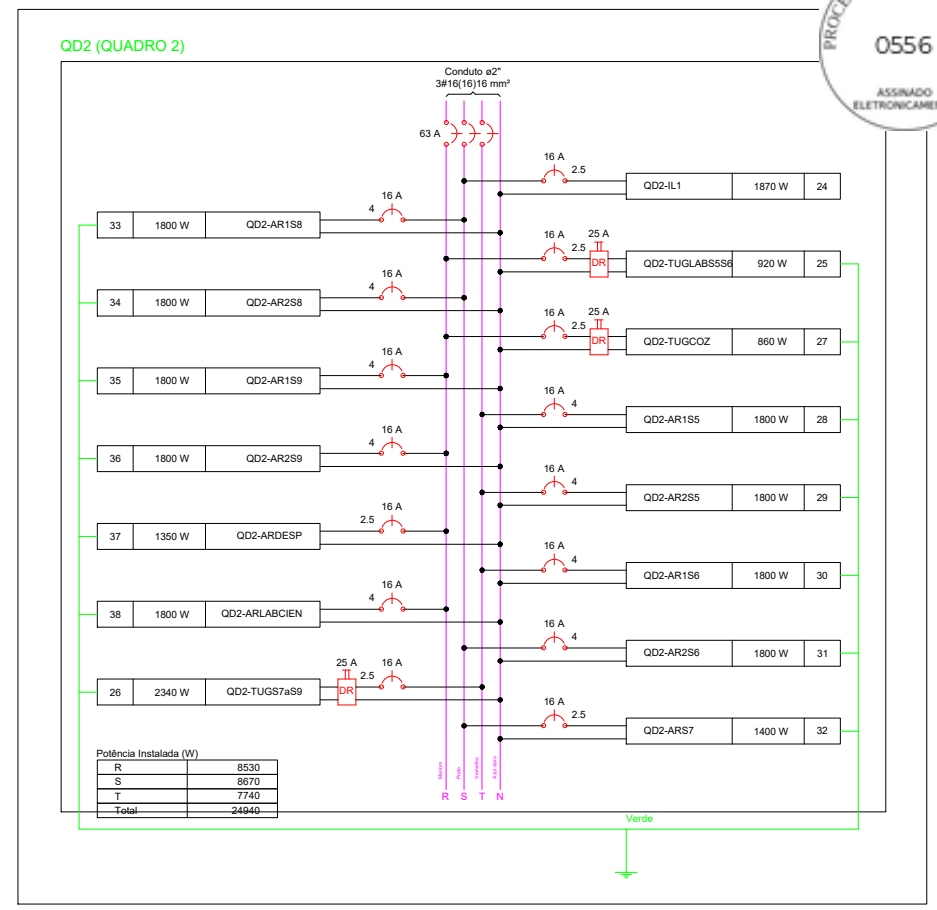 PROCE
0556
ASSINADO
ELETRONICAME
QD2 (QUADRO 2)
Conduto ø2"
3#16(16)16 mm²
63 A
16 A
2.5
QD2-IL1 1870 W 24
16 A
4
33 1800 W QD2-AR1S8
16 A 25 A
2.5 DR
QD2-TUGLABS5S6 920 W 25
16 A
4
34 1800 W QD2-AR2S8
16 A 25 A
2.5 DR
QD2-TUGCOZ 860 W 27
16 A
4
35 1800 W QD2-AR1S9
16 A
4
QD2-AR1S5 1800 W 28
16 A
4
36 1800 W QD2-AR2S9
16 A
4
QD2-AR2S5 1800 W 29
16 A
2.5
37 1350 W QD2-ARDESP
16 A
4
QD2-AR1S6 1800 W 30
16 A
4
38 1800 W QD2-ARLABCIEN
16 A
4
QD2-AR2S6 1800 W 31
25 A 16 A
DR 2.5
26 2340 W QD2-TUGS7aS9
16 A
2.5
QD2-ARS7 1400 W 32
Potência Instalada (W)
R 8530
S 8670
T 7740
Total 24940
Marrom Preto Vermelho Azul claro
R S T N
Verde